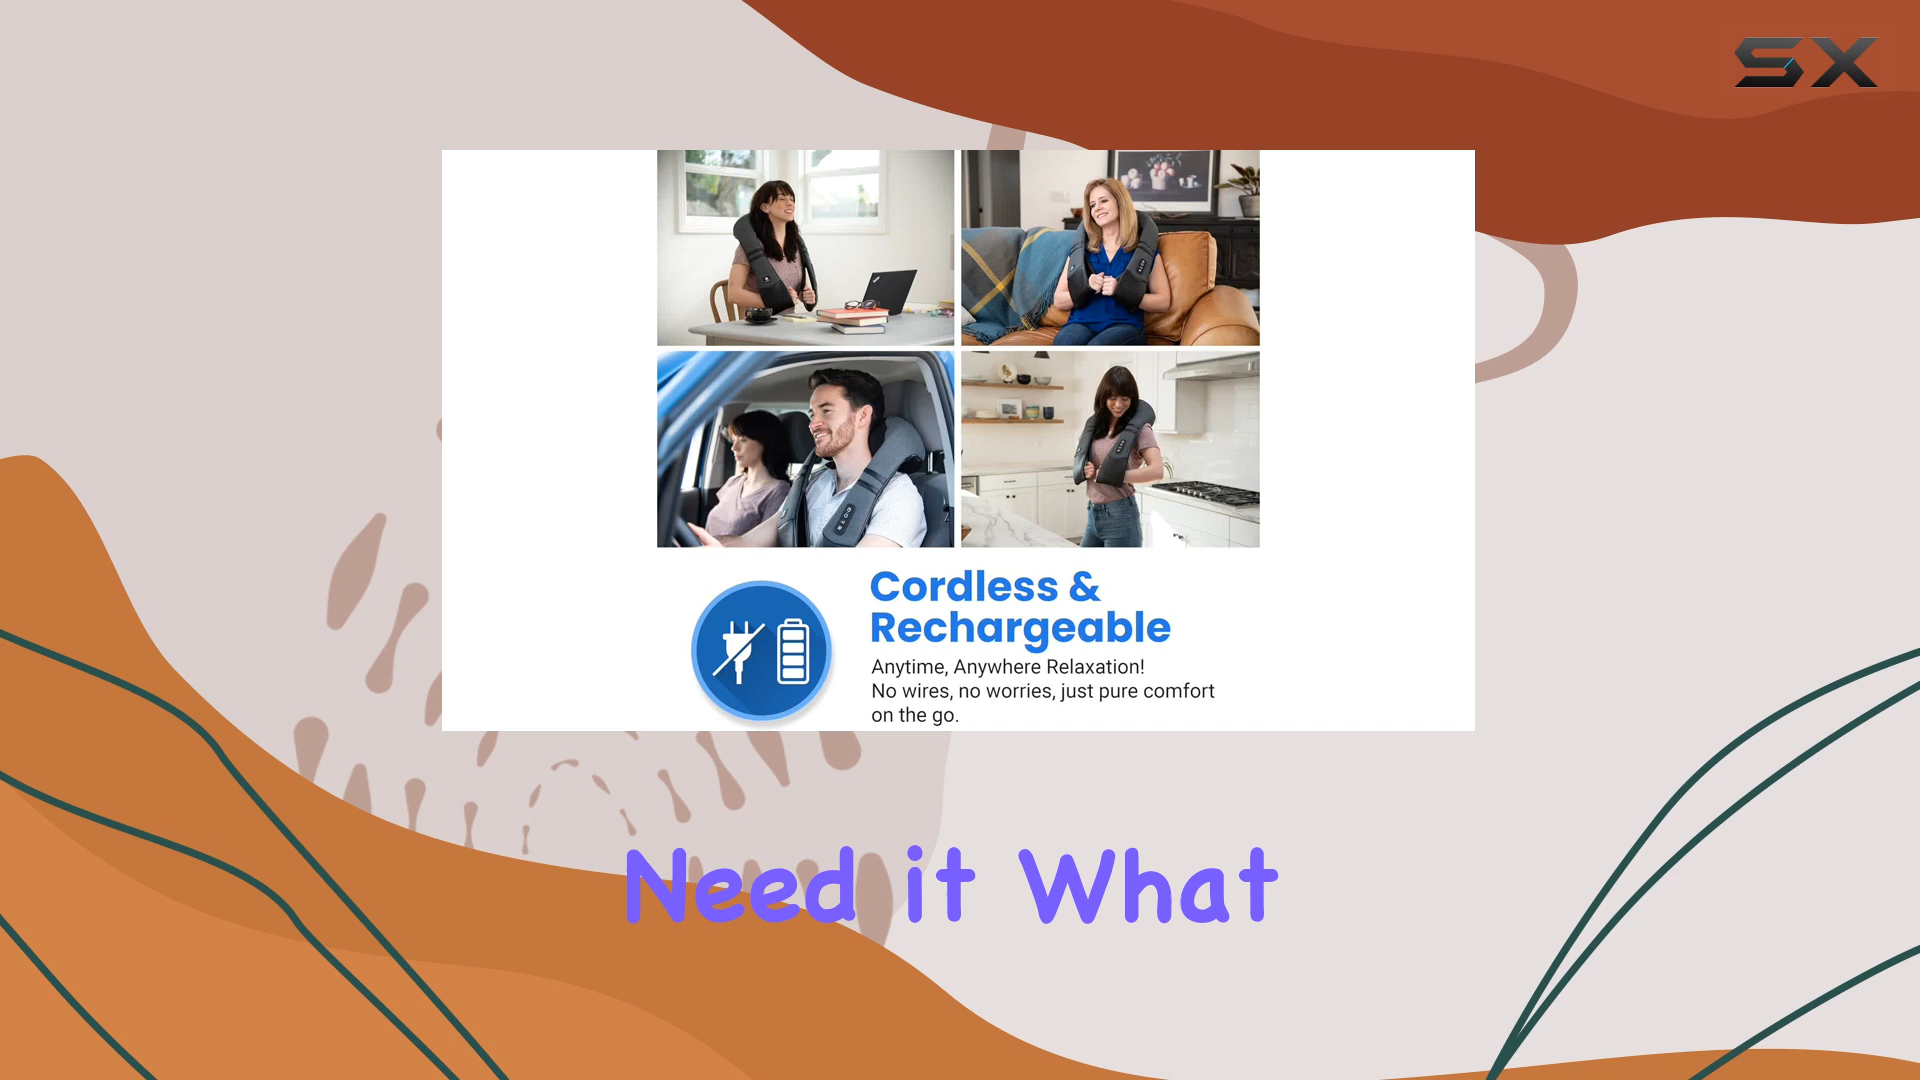 SX
Cordless &
Rechargeable
Anytime, Anywhere Relaxation!
No wires, no worries, just pure comfort
on the go.
Need it What